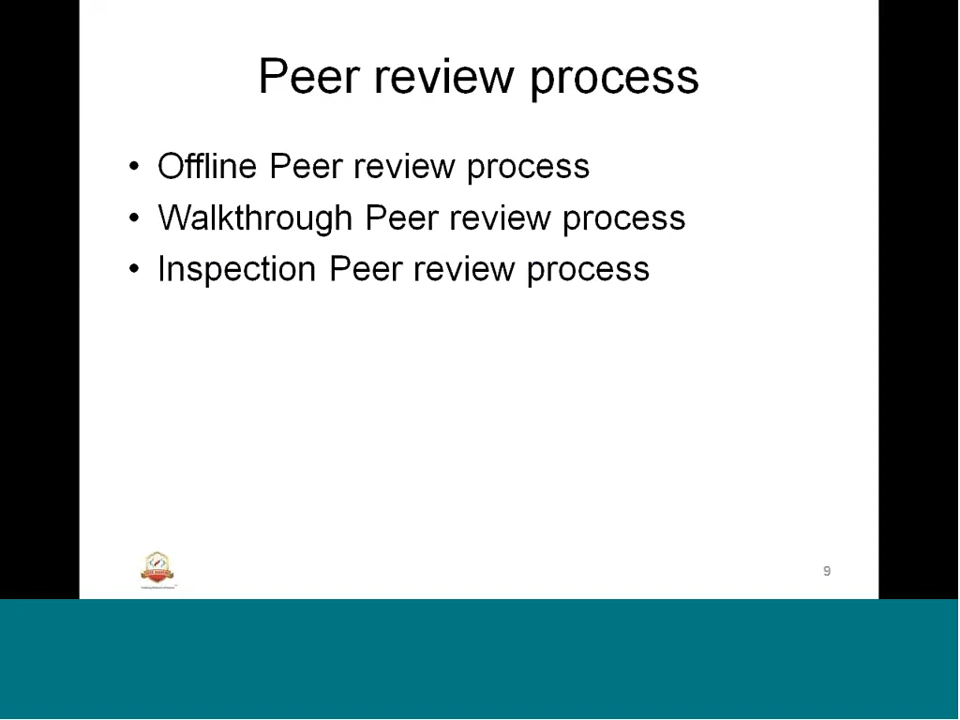 Peer review process
• Offline Peer review process
• Walkthrough Peer review process
• Inspection Peer review process
9